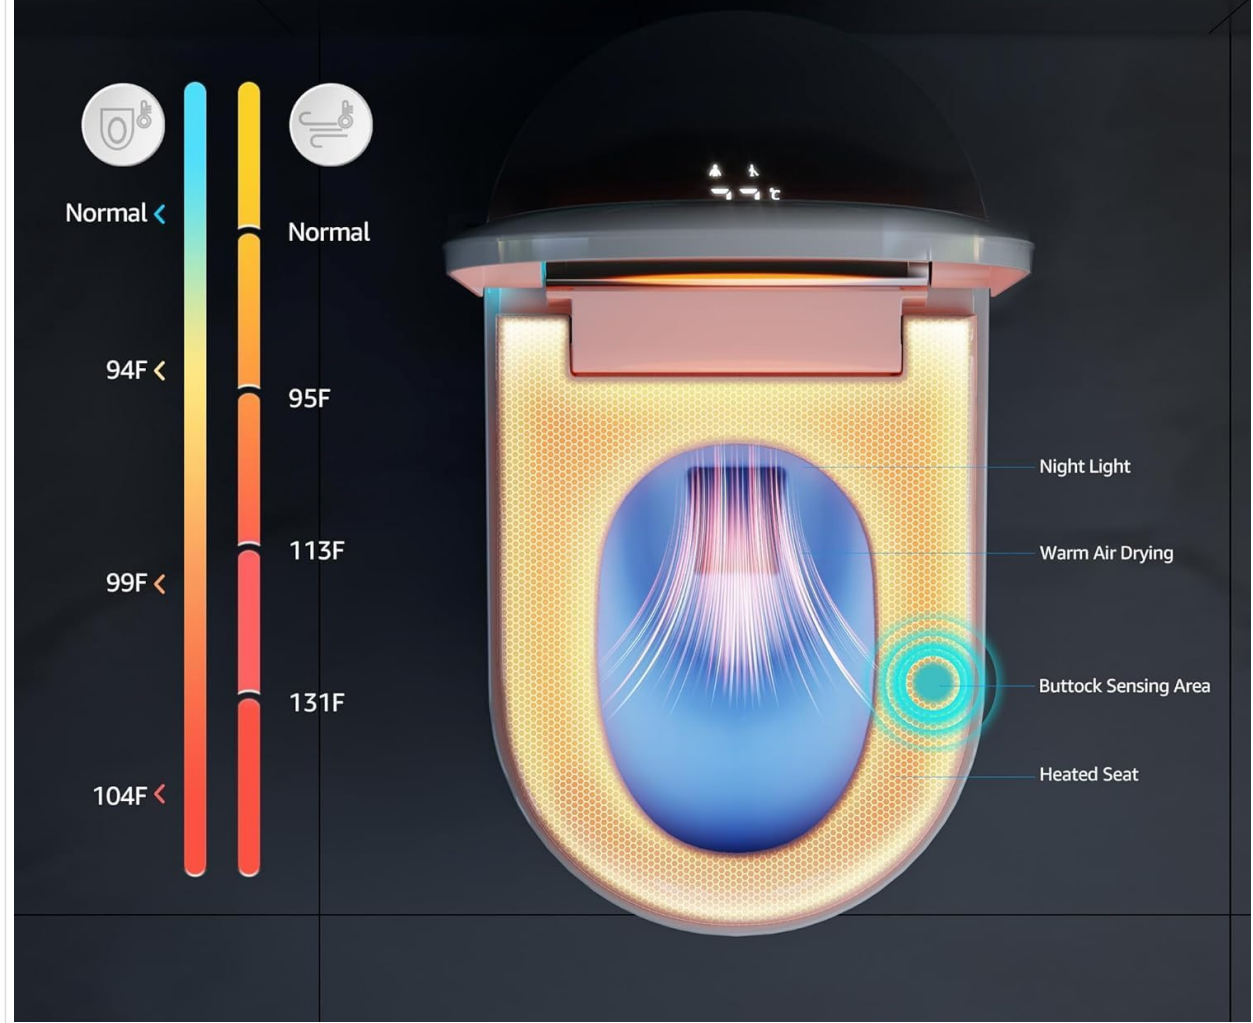 ℃
Normal
94F
99F
104F
Normal
95F
113F
131F
Night Light
Warm Air Drying
Buttock Sensing Area
Heated Seat